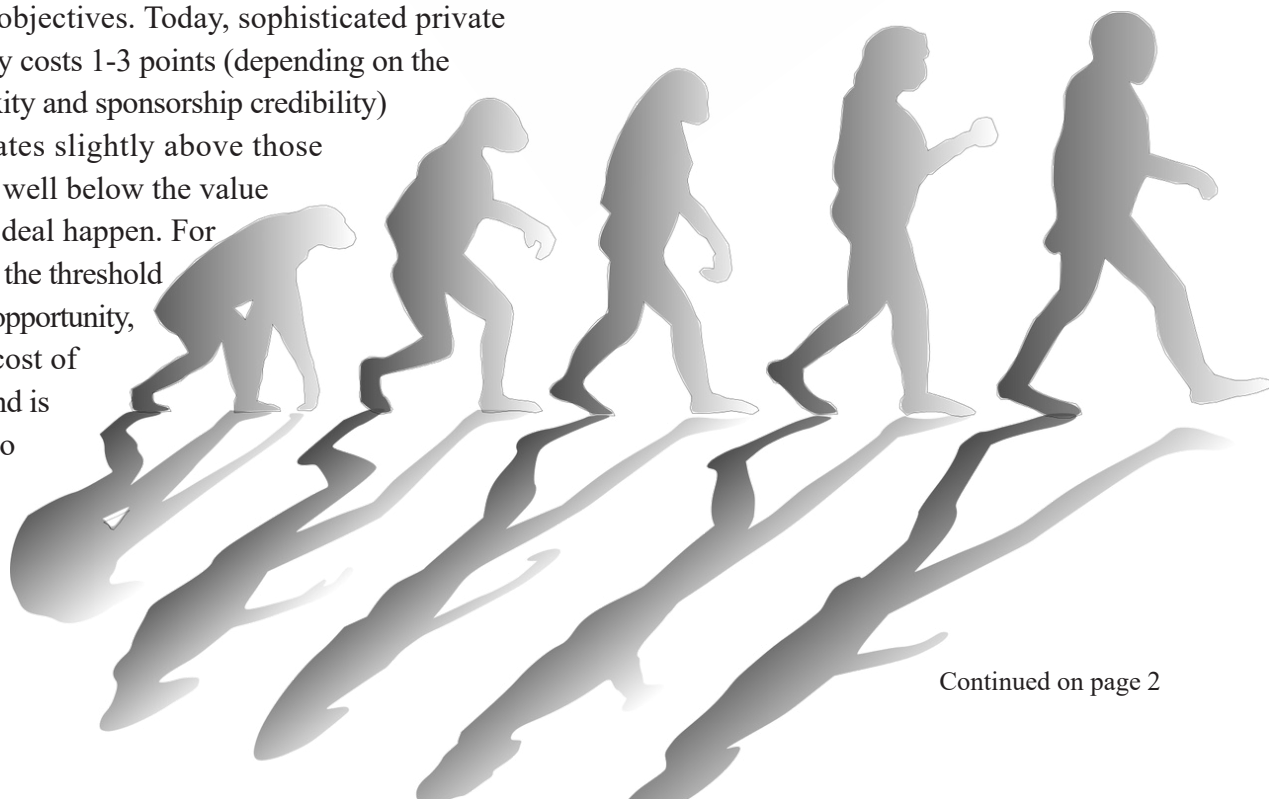 objectives. Today, sophisticated private
y costs 1-3 points (depending on the
xity and sponsorship credibility)
ates slightly above those
well below the value
deal happen. For
the threshold
opportunity,
cost of
nd is
o
Continued on page 2